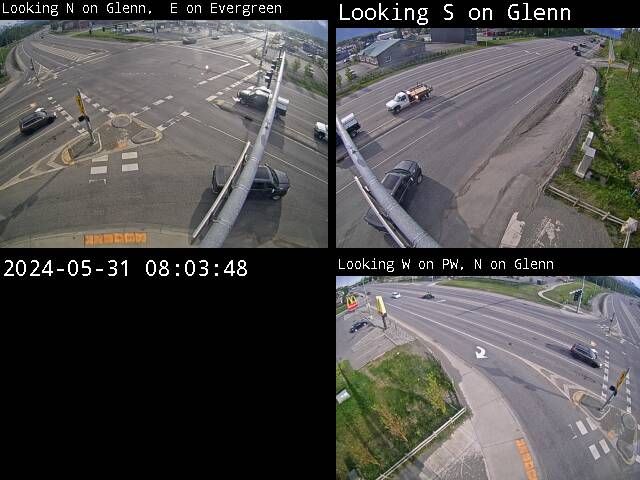 Looking N on Glenn,  E on Evergreen
Looking S on Glenn
2024-05-31 08:03:48
Looking W on PW, N on Glenn